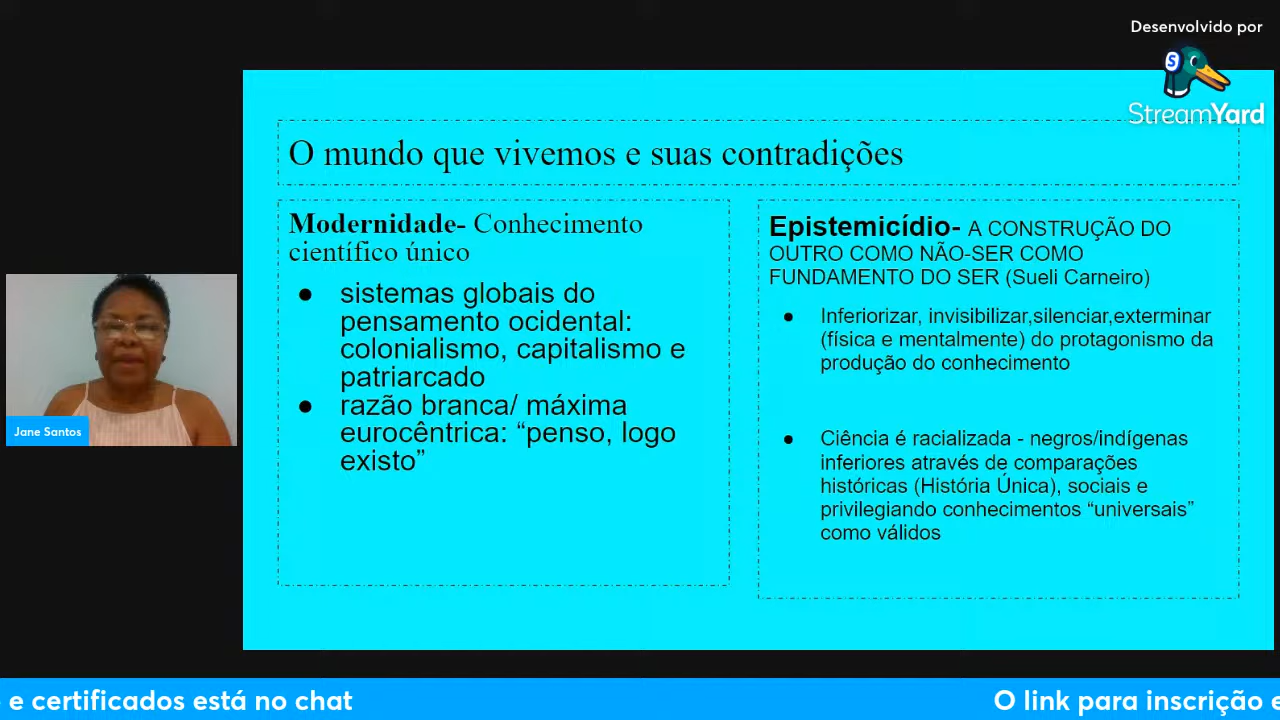 Desenvolvido por
StreamYard
O mundo que vivemos e suas contradições
Modernidade- Conhecimento
científico único
● sistemas globais do
pensamento ocidental:
colonialismo, capitalismo e
patriarcado
● razão branca/ máxima
eurocêntrica: “penso, logo
existo”
Epistemicídio- A CONSTRUÇÃO DO
OUTRO COMO NÃO-SER COMO
FUNDAMENTO DO SER (Sueli Carneiro)
● Inferiorizar, invisibilizar,silenciar,exterminar
(física e mentalmente) do protagonismo da
produção do conhecimento
● Ciência é racializada - negros/indígenas
inferiores através de comparações
históricas (História Única), sociais e
privilegiando conhecimentos “universais”
como válidos
Jane Santos
e certificados está no chat
O link para inscrição e